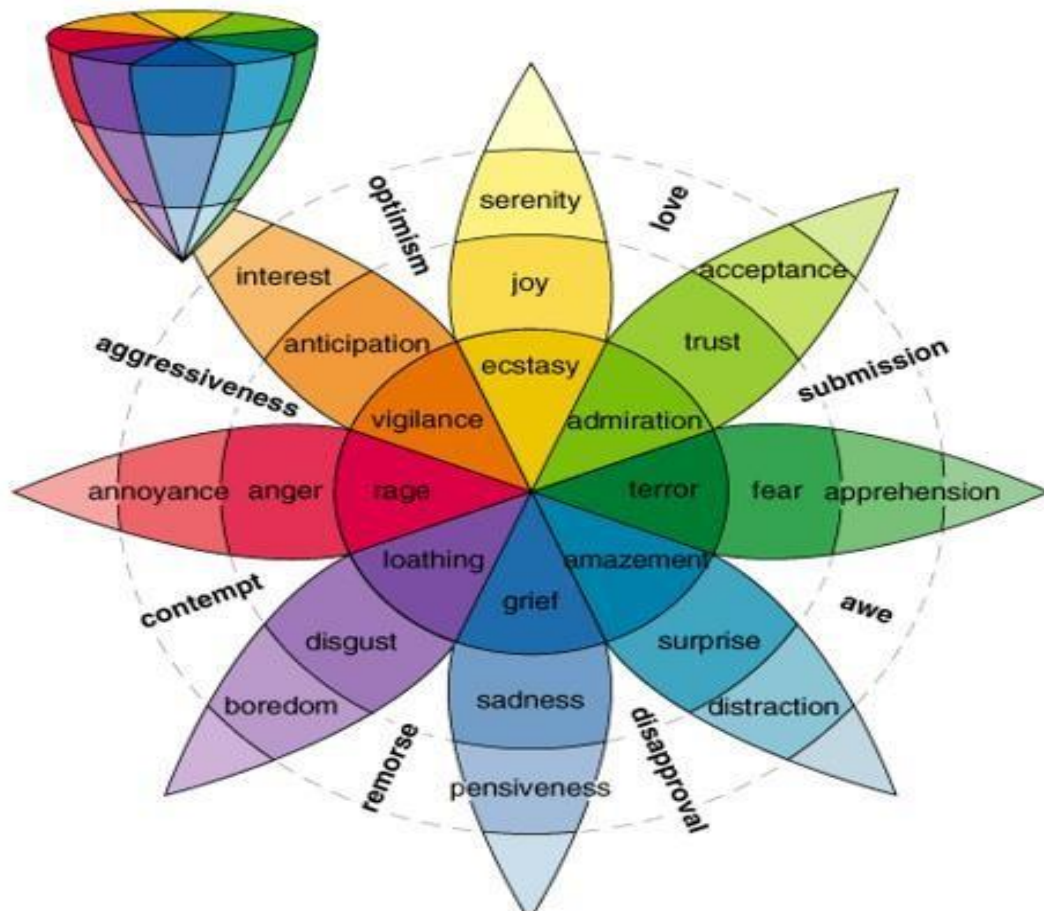 optimism
love
serenity
interest
acceptance
joy
anticipation
trust
aggressiveness
submission
ecstasy
vigilance
admiration
annoyance
anger
rage
terror
fear
apprehension
loathing
amazement
contempt
grief
awe
disgust
surprise
boredom
sadness
distraction
remorse
disapproval
pensiveness